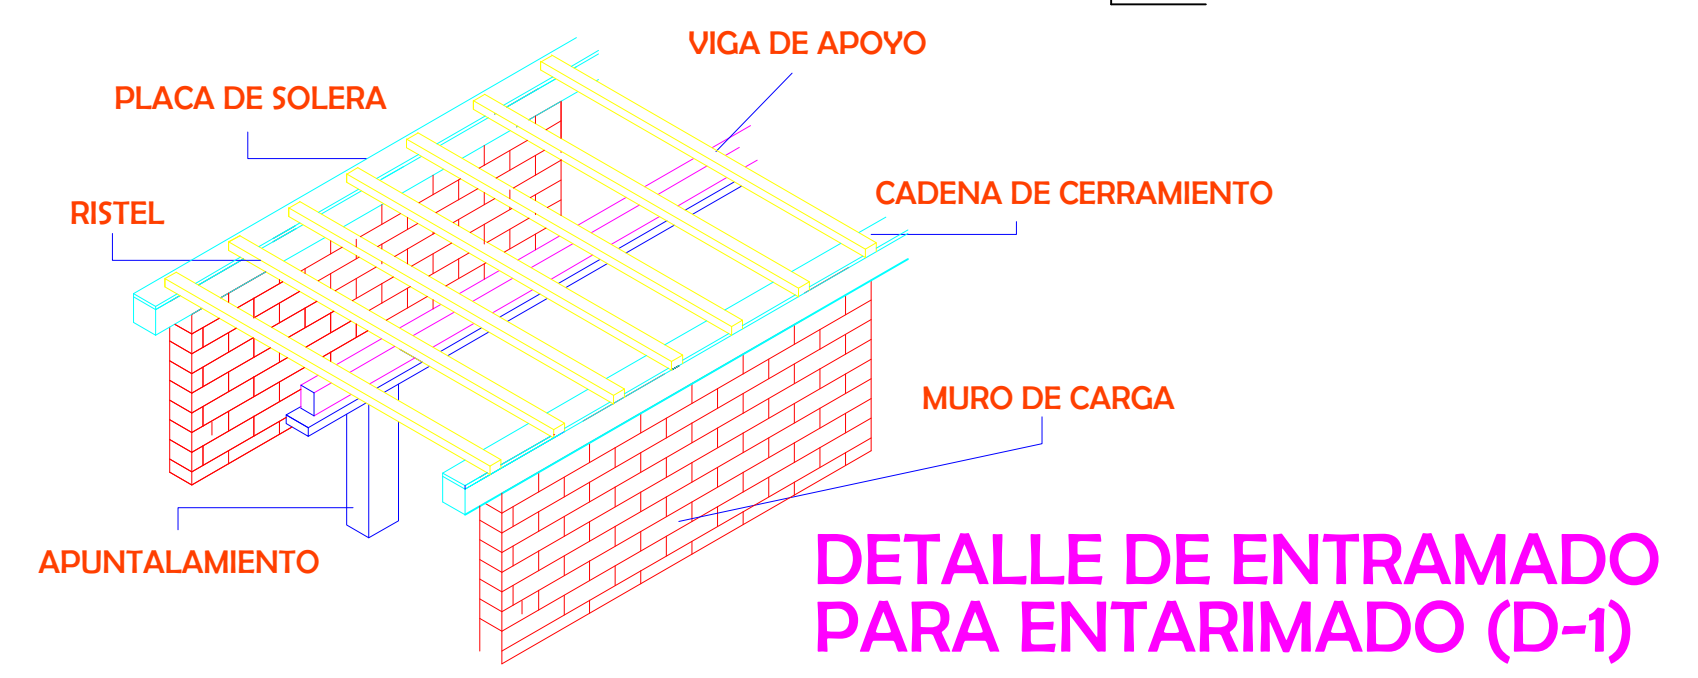 VIGA DE APOYO
PLACA DE SOLERA
CADENA DE CERRAMIENTO
RISTEL
MURO DE CARGA
APUNTALAMIENTO
DETALLE DE ENTRAMADO
PARA ENTARIMADO (D-1)